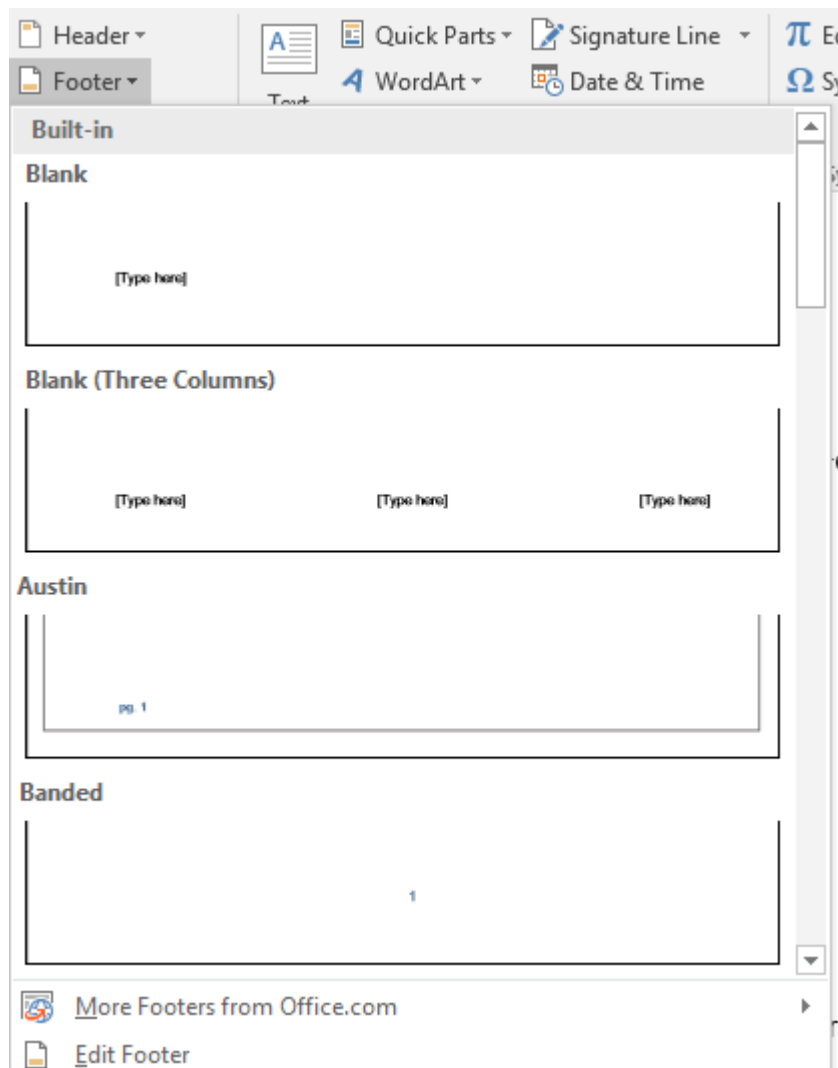 Header
Quick Parts
Signature Line
π
Footer
A
WordArt
Date & Time
Ω
Built-in
Blank
[Type here]
Blank (Three Columns)
[Type here] [Type here] [Type here]
Austin
pg. 1
Banded
1
More Footers from Office.com
Edit Footer